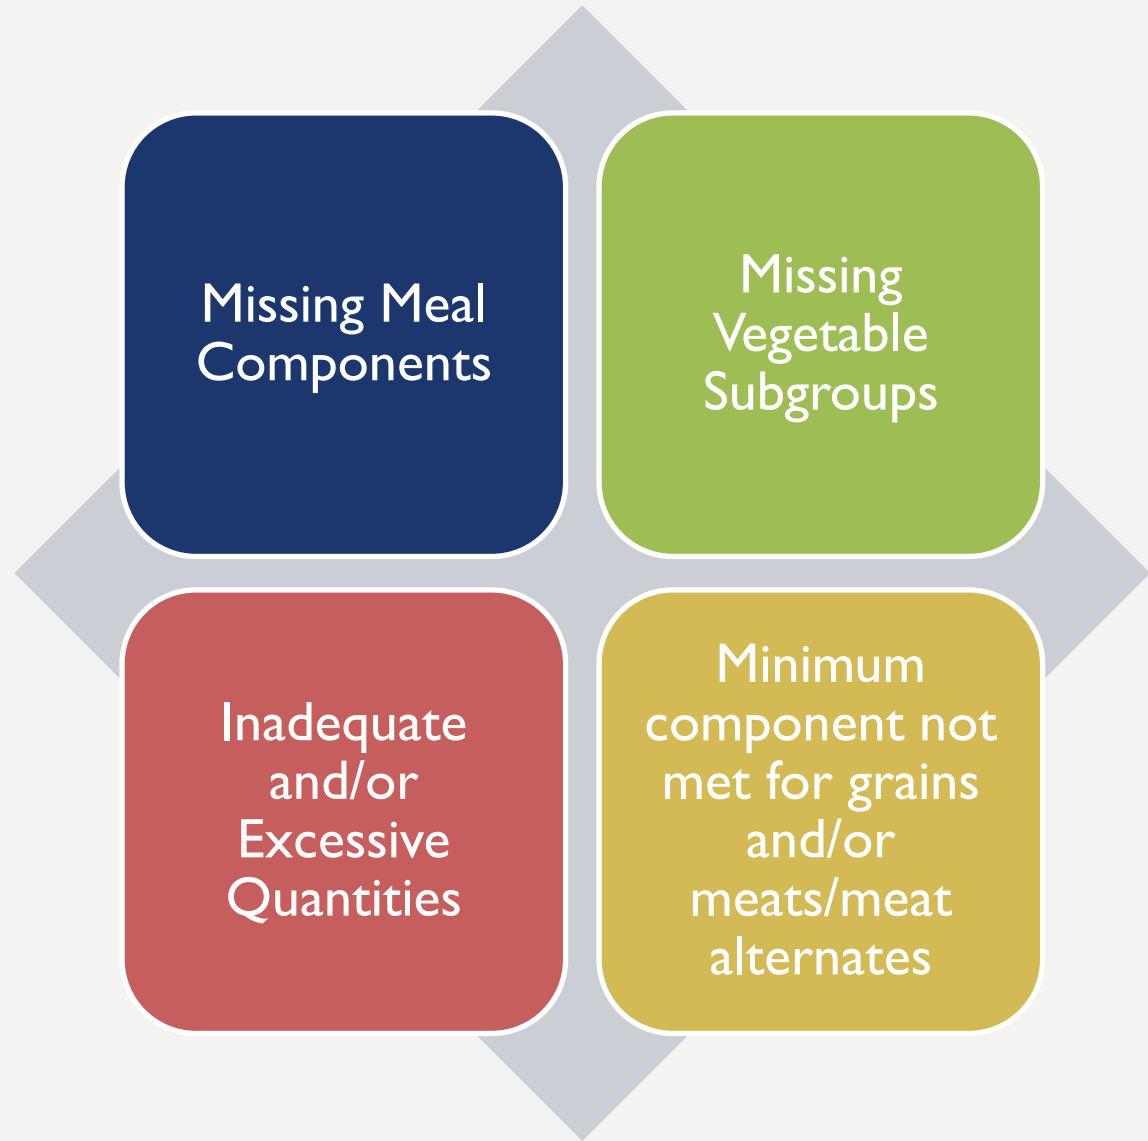 Missing Meal
Components
Missing
Vegetable
Subgroups
Inadequate
and/or
Excessive
Quantities
Minimum
component not
met for grains
and/or
meats/meat
alternates